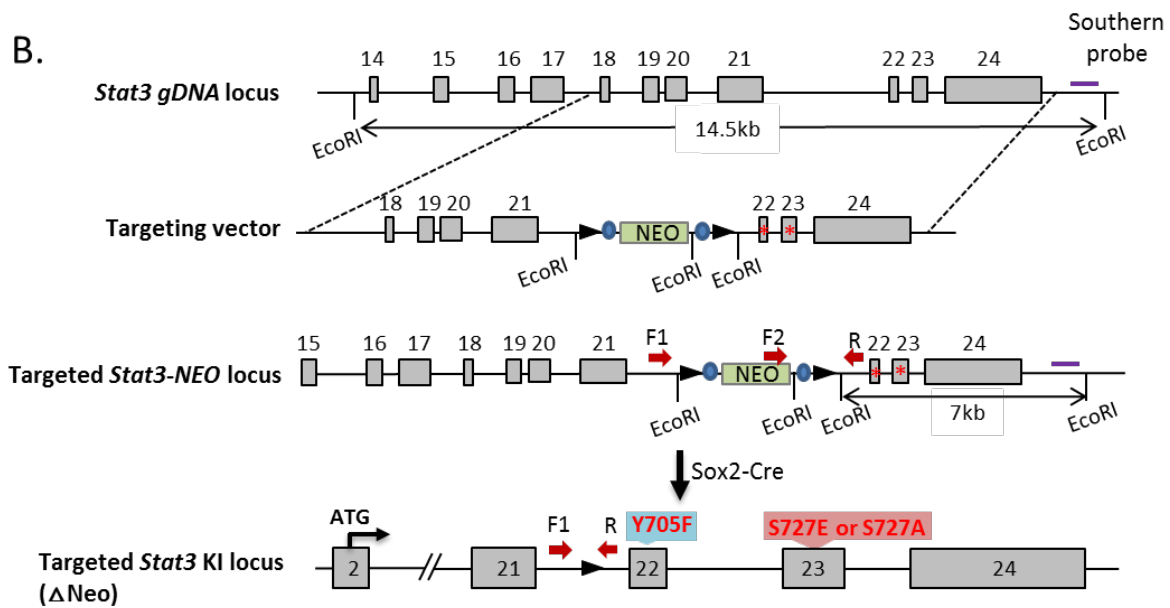 B.
Southern
probe
14 15 16 17 18 19 20 21 22 23 24
Stat3 gDNA locus
EcoRI 14.5kb EcoRI
18 19 20 21 22 23 24
Targeting vector
NEO
* *
EcoRI EcoRI EcoRI
F1 F2 R
15 16 17 18 19 20 21 22 23 24
Targeted Stat3-NEO locus
NEO
* *
EcoRI EcoRI EcoRI 7kb EcoRI
Sox2-Cre
ATG F1 R Y705F S727E or S727A
Targeted Stat3 KI locus
2 // 21 22 23 24
(△Neo)